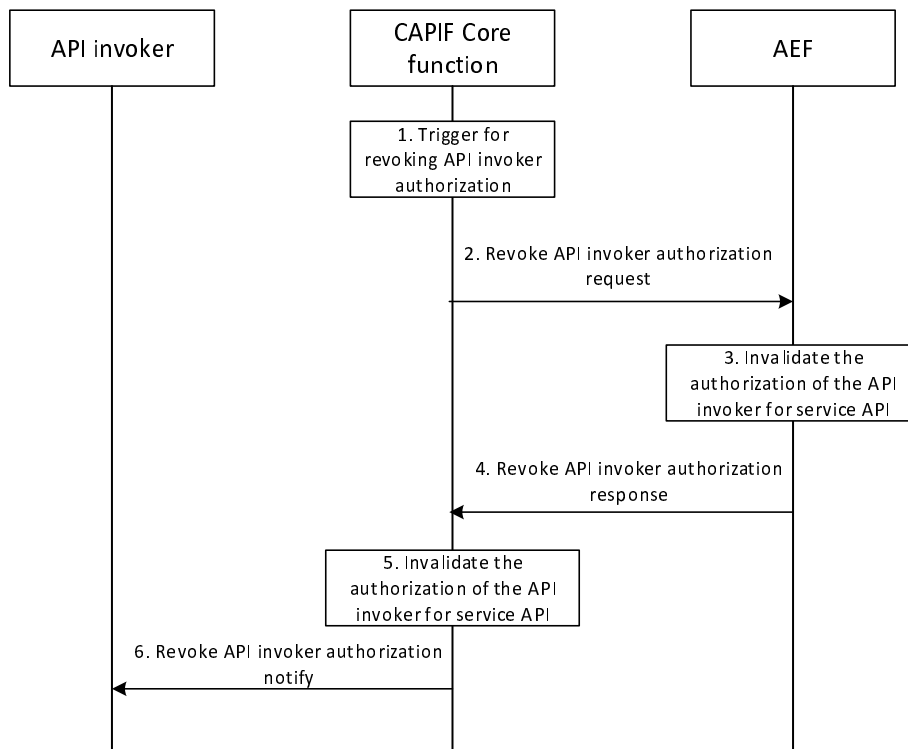 API invoker
CAPIF Core
function
AEF
1. Trigger for
revoking API invoker
authorization
2. Revoke API invoker authorization
request
3. Invalidate the
authorization of the API
invoker for service API
4. Revoke API invoker authorization
response
5. Invalidate the
authorization of the API
invoker for service API
6. Revoke API invoker authorization
notify